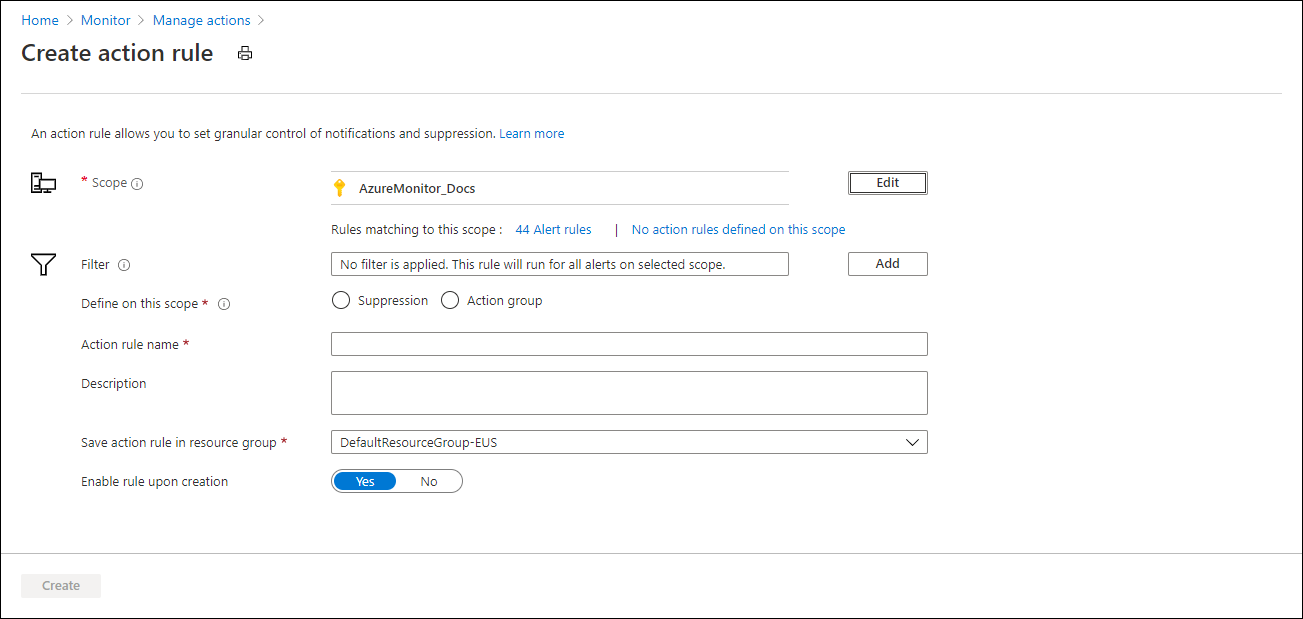 Home > Monitor > Manage actions >
Create action rule
An action rule allows you to set granular control of notifications and suppression. Learn more
* Scope
AzureMonitor_Docs
Edit
Rules matching to this scope : 44 Alert rules | No action rules defined on this scope
Filter
No filter is applied. This rule will run for all alerts on selected scope.
Add
Define on this scope *
Suppression
Action group
Action rule name *
Description
Save action rule in resource group *
DefaultResourceGroup-EUS
Enable rule upon creation
Yes
No
Create